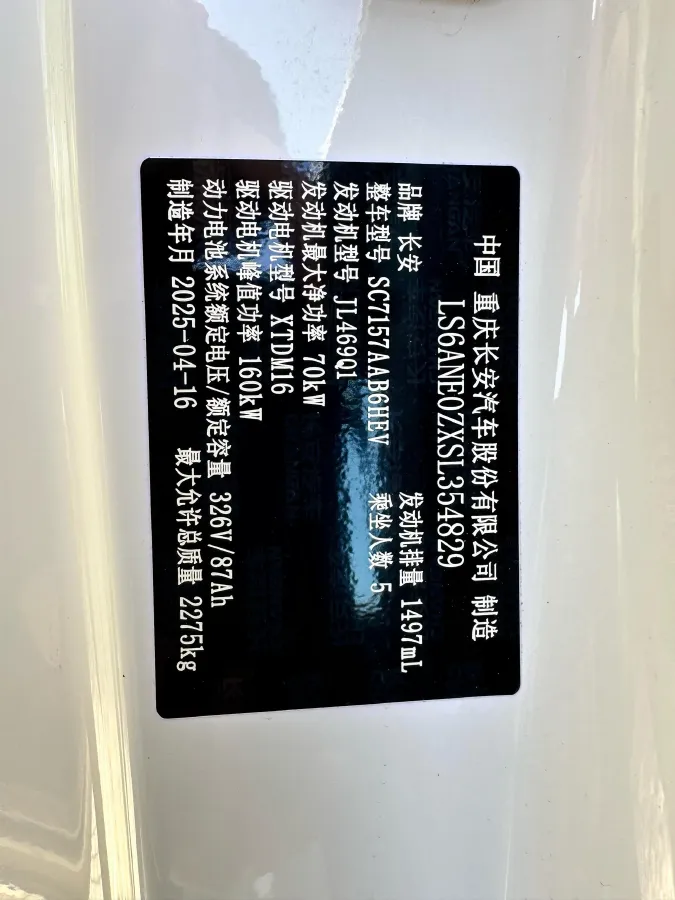 中国 重庆长安汽车股份有限公司 制造
LS6ANE0ZXSL354829
品牌 长安 发动机排量 1497mL
整车型号 SC7157AAB6HEV 乘坐人数 5
发动机型号 JL469Q1
发动机最大净功率 70kW
驱动电机型号 XTDM16
驱动电机峰值功率 160kW
动力电池系统额定电压/额定容量 326V/87Ah
制造年月 2025-04-16 最大允许总质量 2275kg